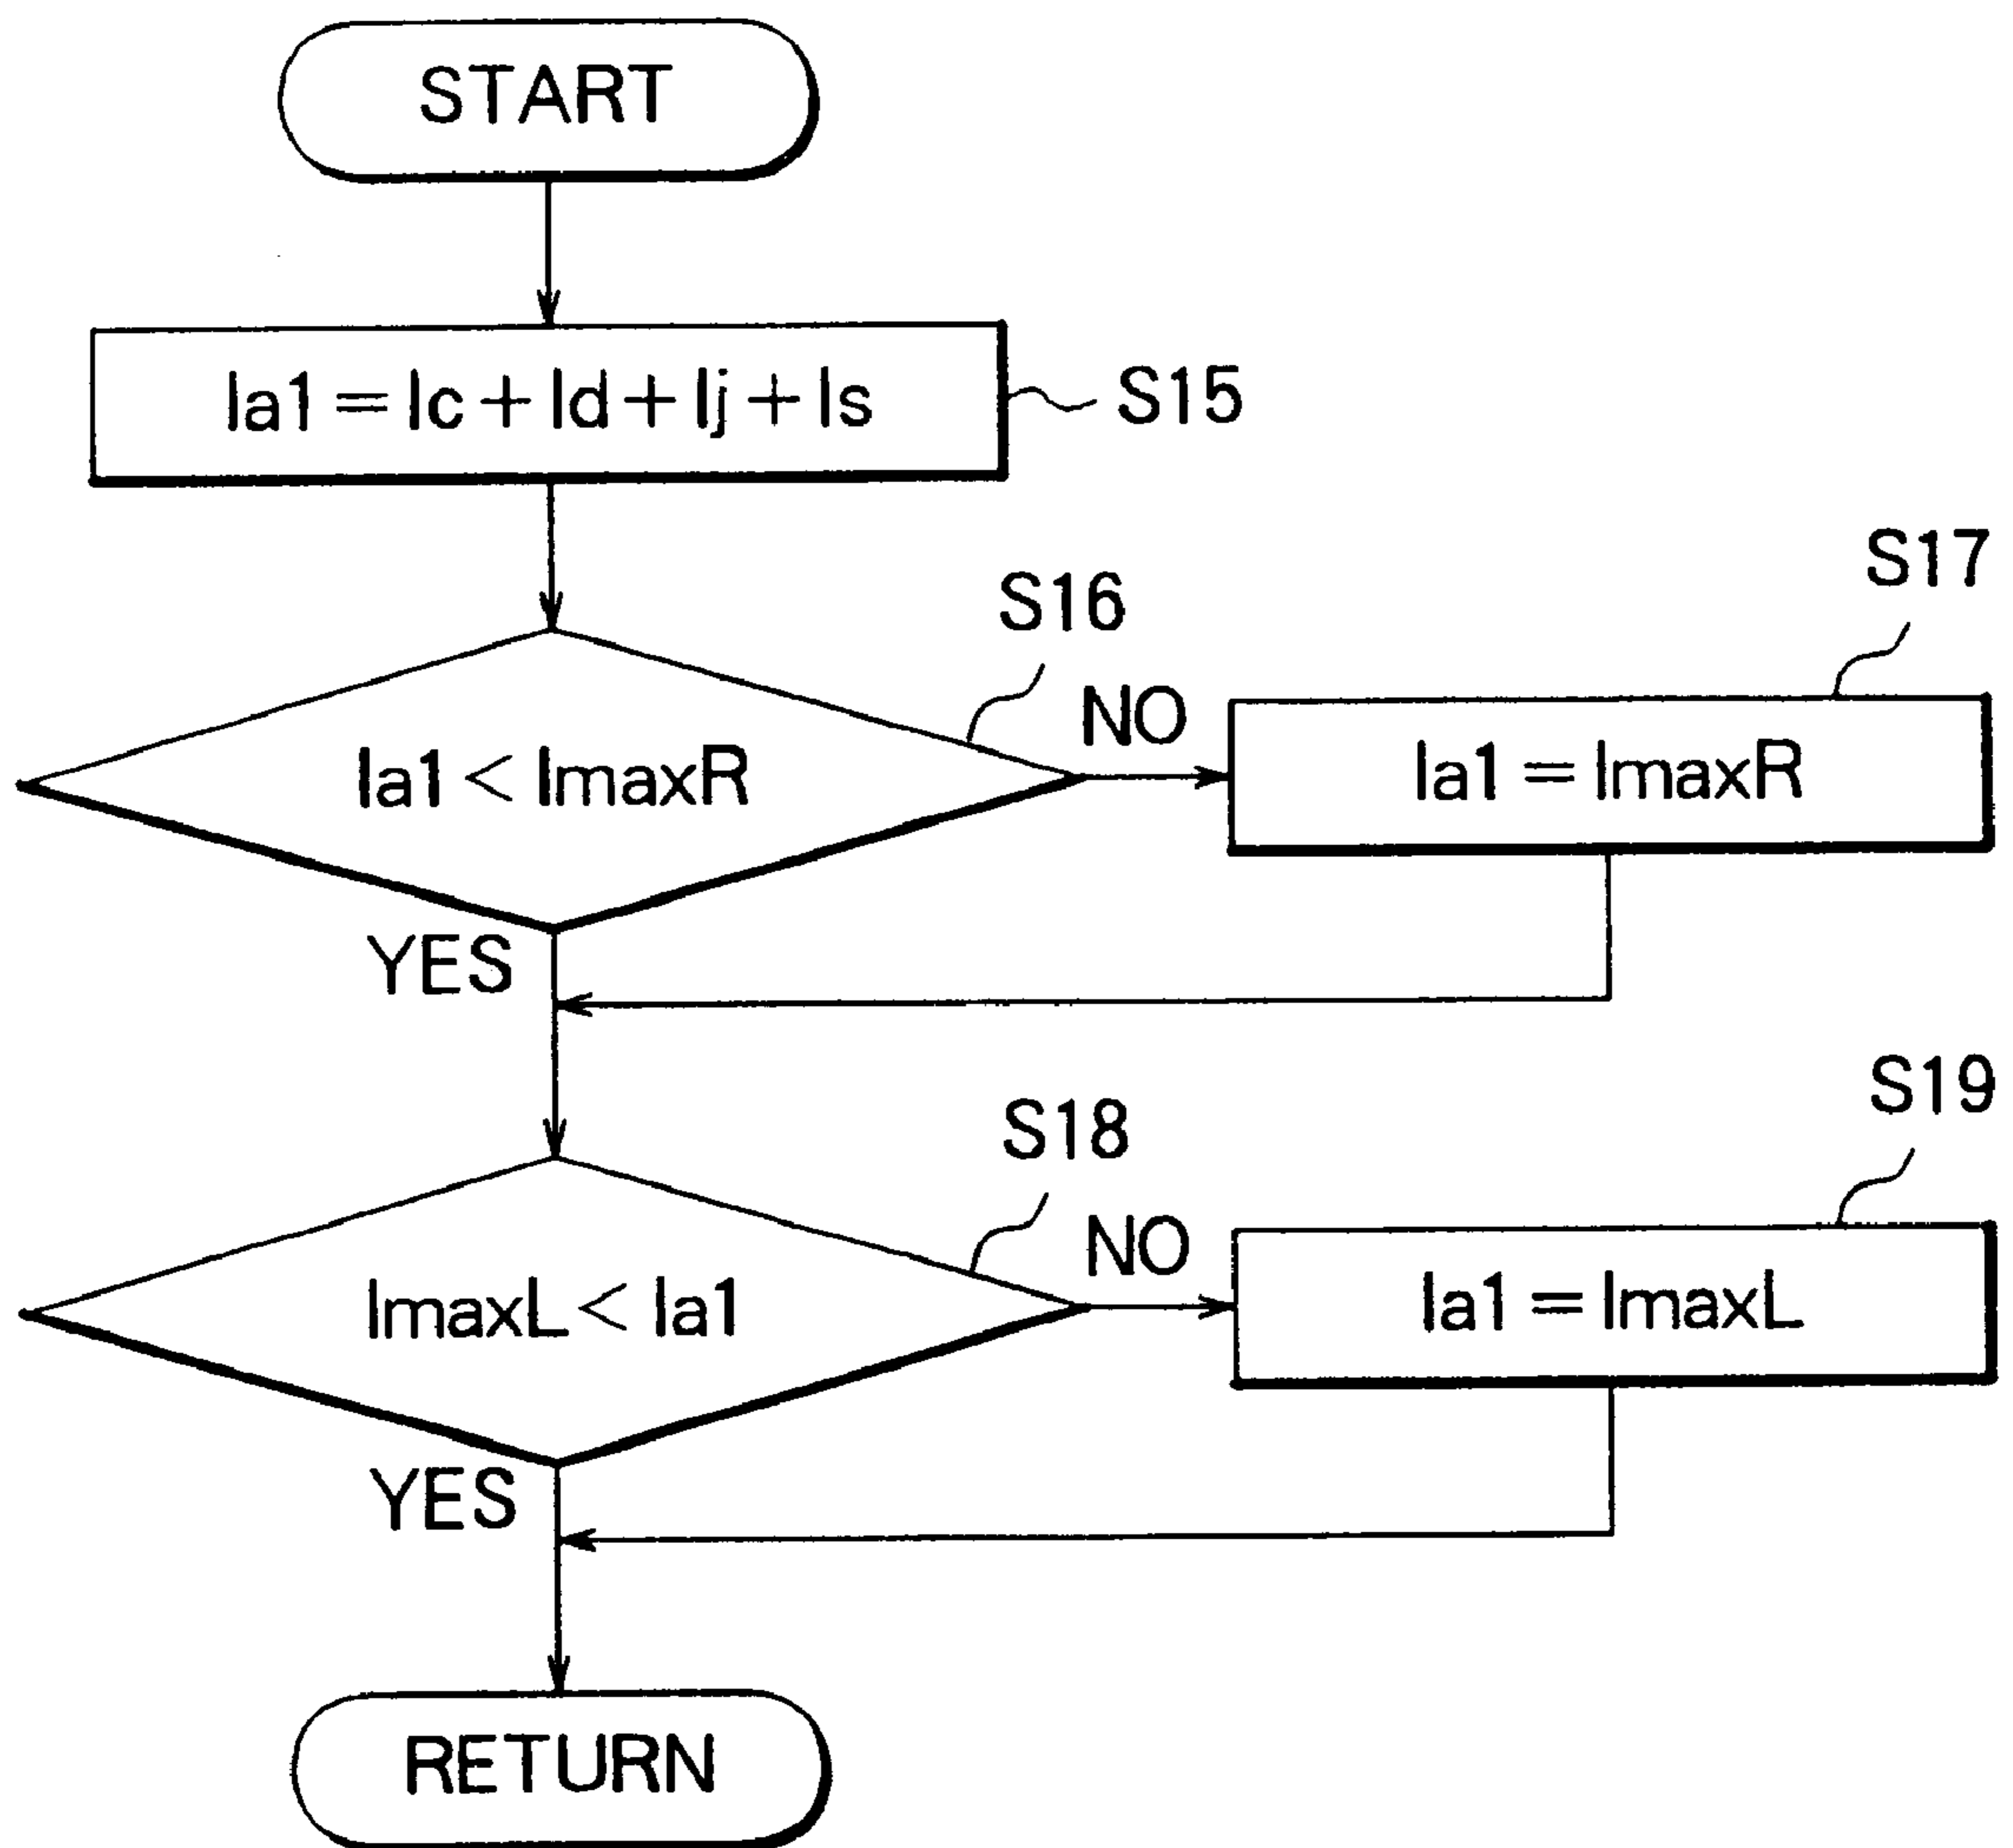 START
Ia1 = Ic + Id + Ij + Is
S15
S16
S17
Ia1 < ImaxR
NO
Ia1 = ImaxR
YES
S18
S19
ImaxL < Ia1
NO
Ia1 = ImaxL
YES
RETURN